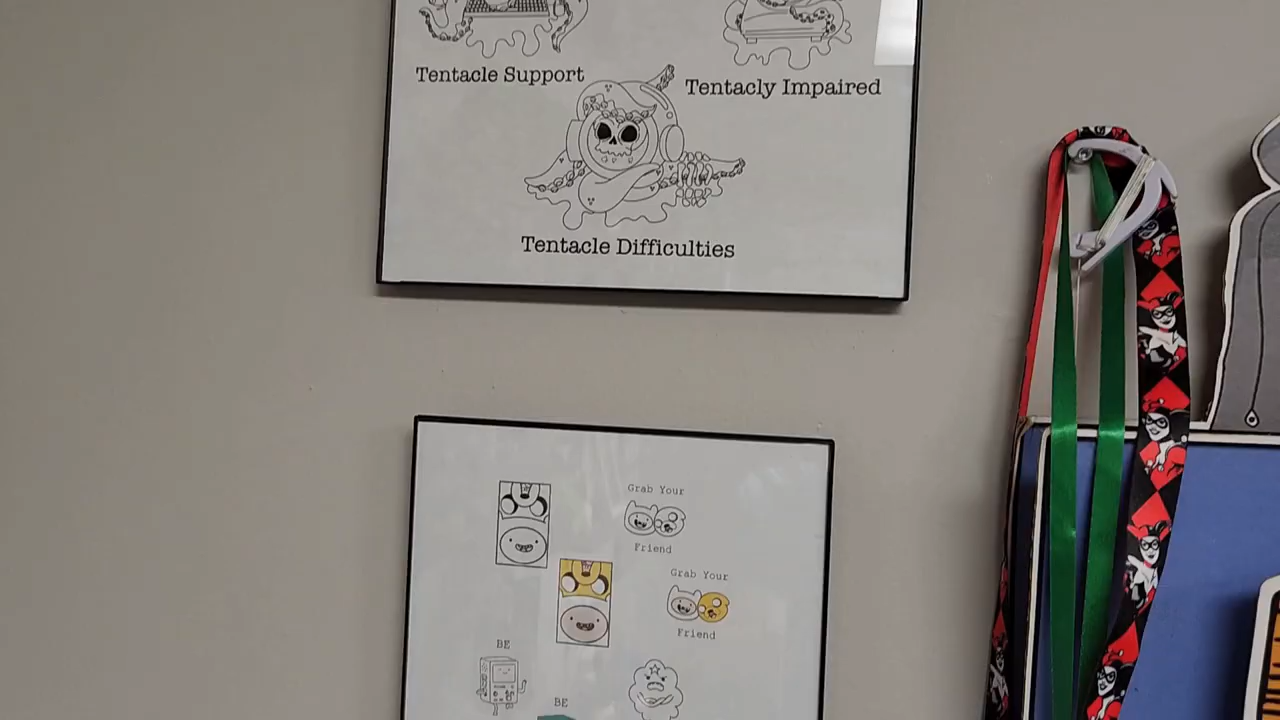 Tentacle Support
Tentacly Impaired
Tentacle Difficulties
Grab Your
Friend
Grab Your
Friend
BE
BE